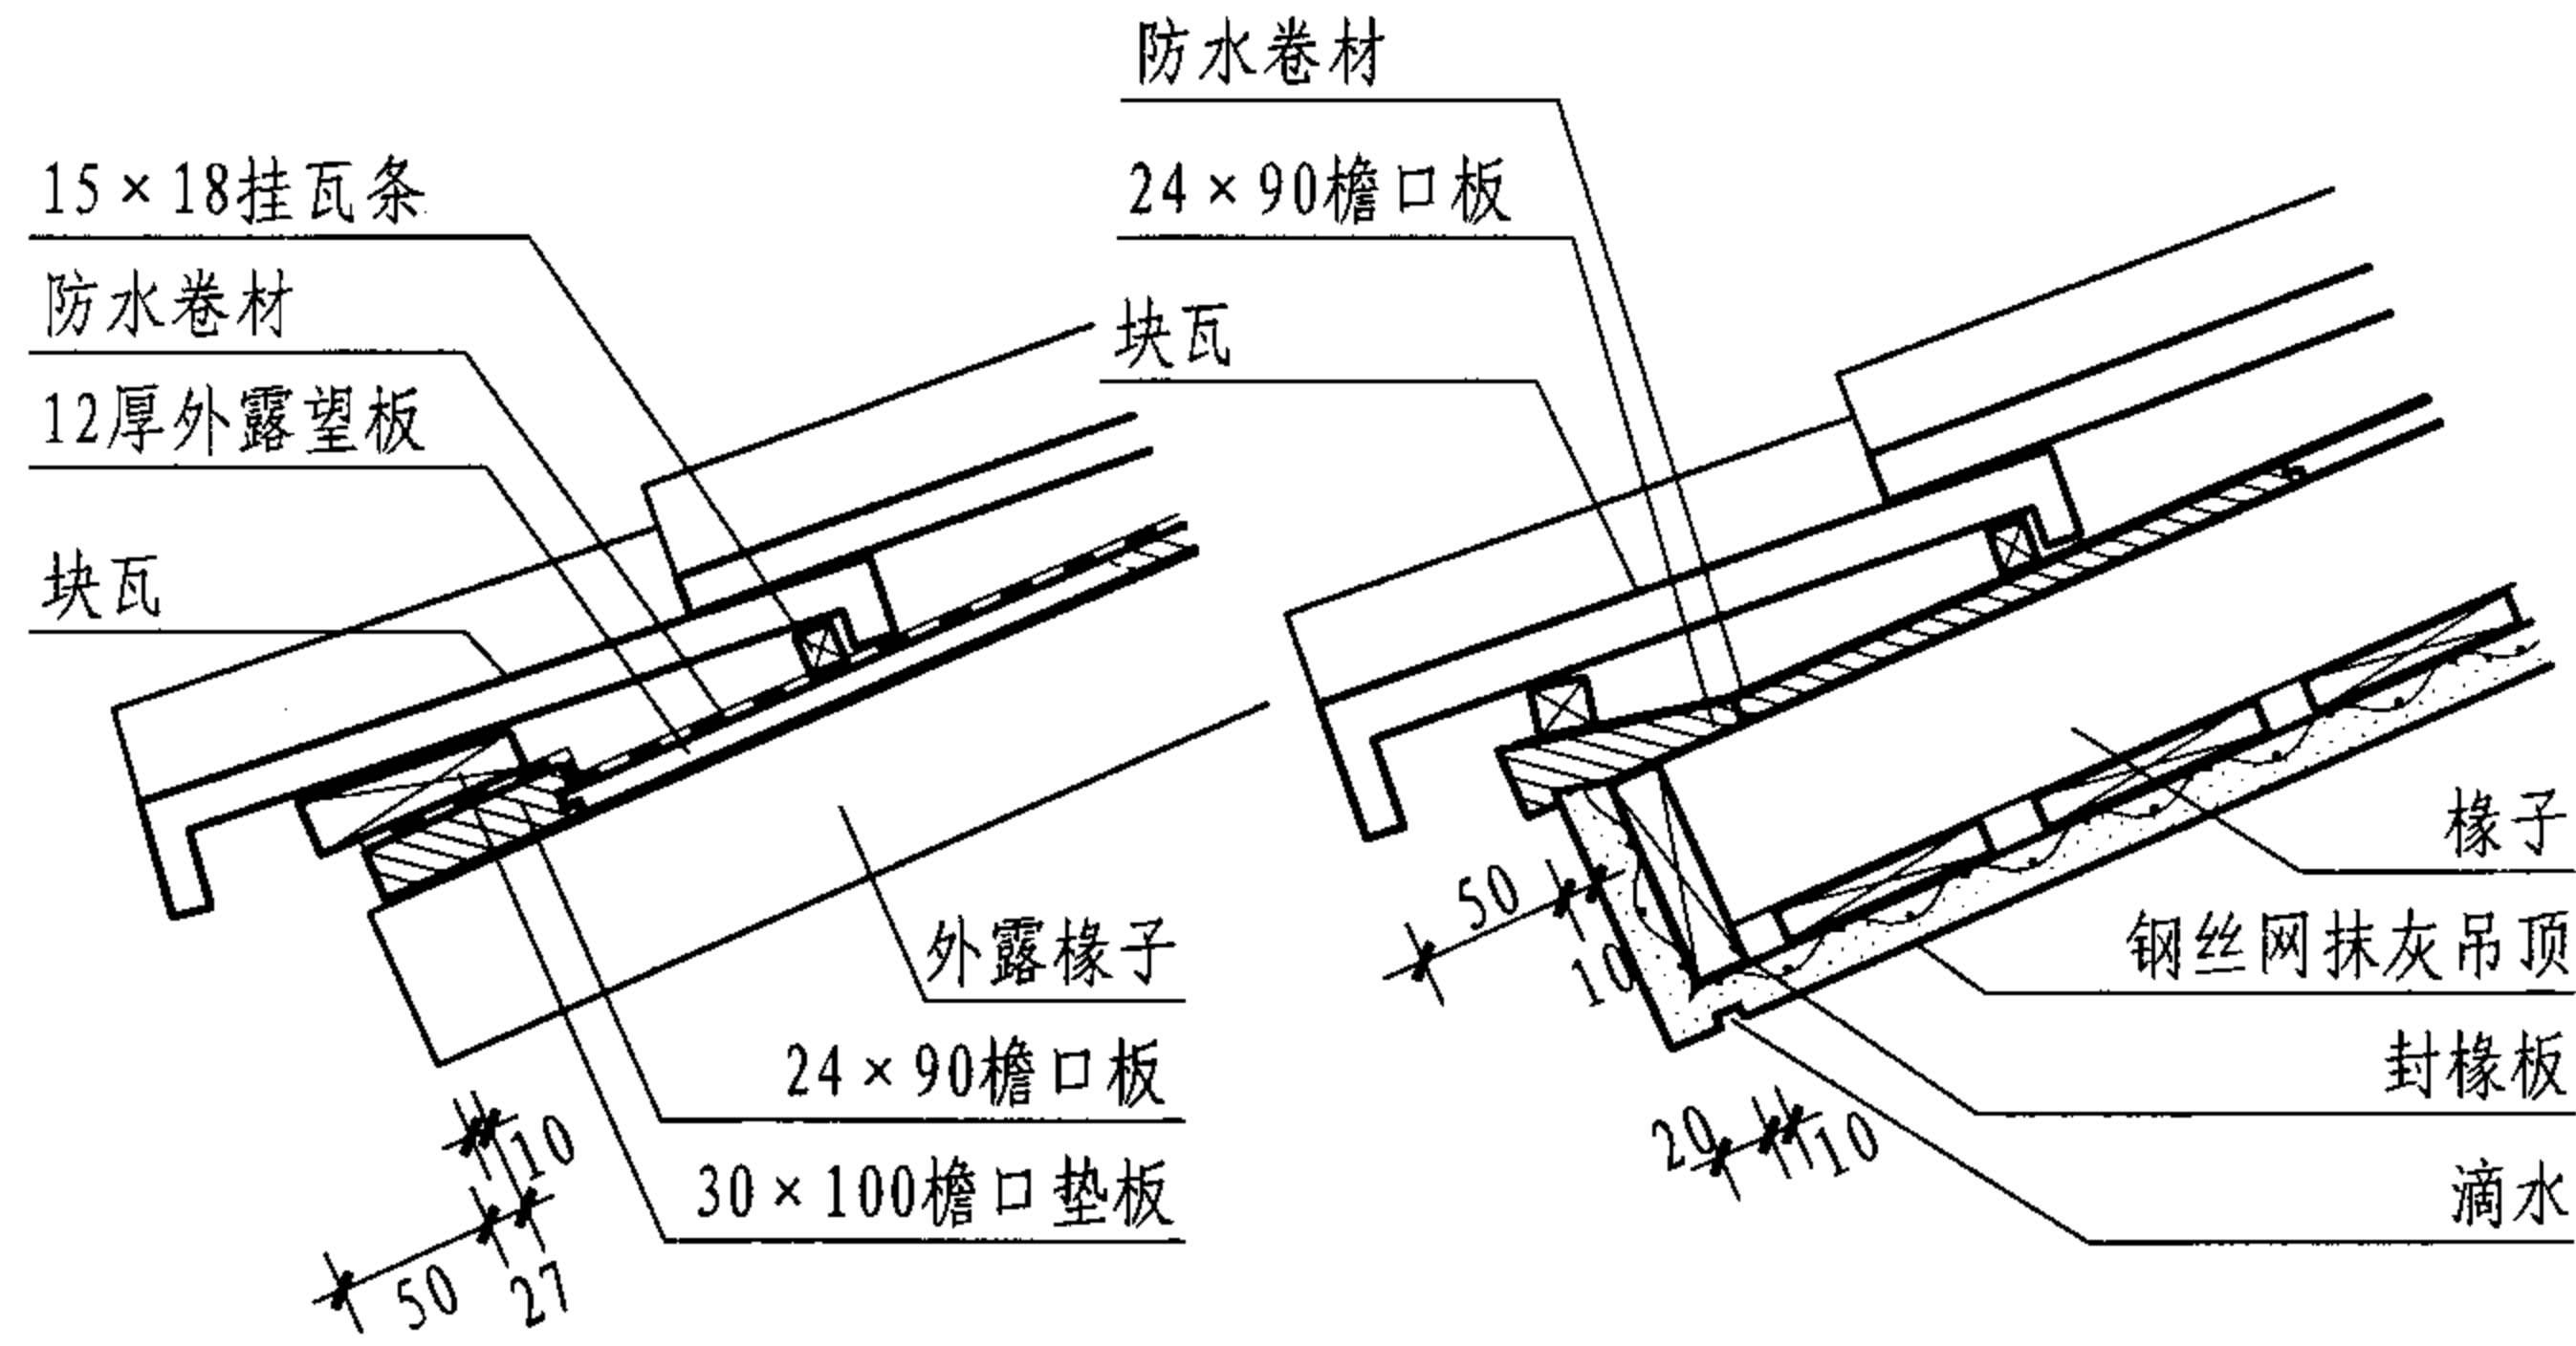 15×18挂瓦条
防水卷材
12厚外露望板
块瓦
外露椽子
24×90檐口板
30×100檐口垫板
10
50
27
防水卷材
24×90檐口板
块瓦
50
10
椽子
钢丝网抹灰吊顶
封椽板
滴水
20
10